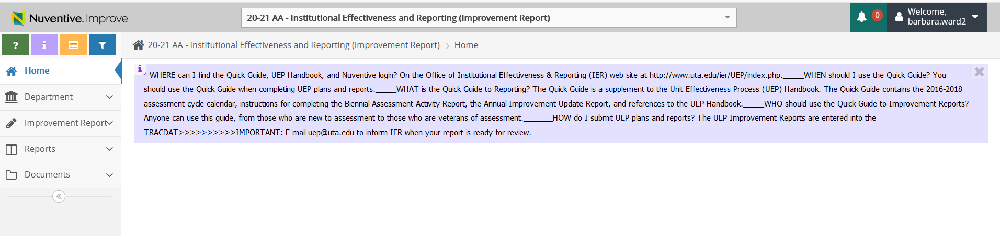 Nuventive Improve
20-21 AA - Institutional Effectiveness and Reporting (Improvement Report)
0
Welcome,
barbara.ward2
?
i
20-21 AA - Institutional Effectiveness and Reporting (Improvement Report) > Home
Home
Department
Improvement Report
Reports
Documents
i
WHERE can I find the Quick Guide, UEP Handbook, and Nuventive login? On the Office of Institutional Effectiveness & Reporting (IER) web site at http://www.uta.edu/ier/UEP/index.php._____WHEN should I use the Quick Guide? You
should use the Quick Guide when completing UEP plans and reports._____WHAT is the Quick Guide to Reporting? The Quick Guide is a supplement to the Unit Effectiveness Process (UEP) Handbook. The Quick Guide contains the 2016-2018
assessment cycle calendar, instructions for completing the Biennial Assessment Activity Report, the Annual Improvement Update Report, and references to the UEP Handbook._____WHO should use the Quick Guide to Improvement Reports?
Anyone can use this guide, from those who are new to assessment to those who are veterans of assessment._______HOW do I submit UEP plans and reports? The UEP Improvement Reports are entered into the
TRACDAT>>>>>>>>>>IMPORTANT: E-mail uep@uta.edu to inform IER when your report is ready for review.